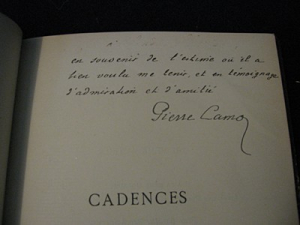 en souvenir de l'estime où il a
bien voulu me tenir, et en témoignage
d'admiration et d'amitié
Pierre Camo
CADENCES